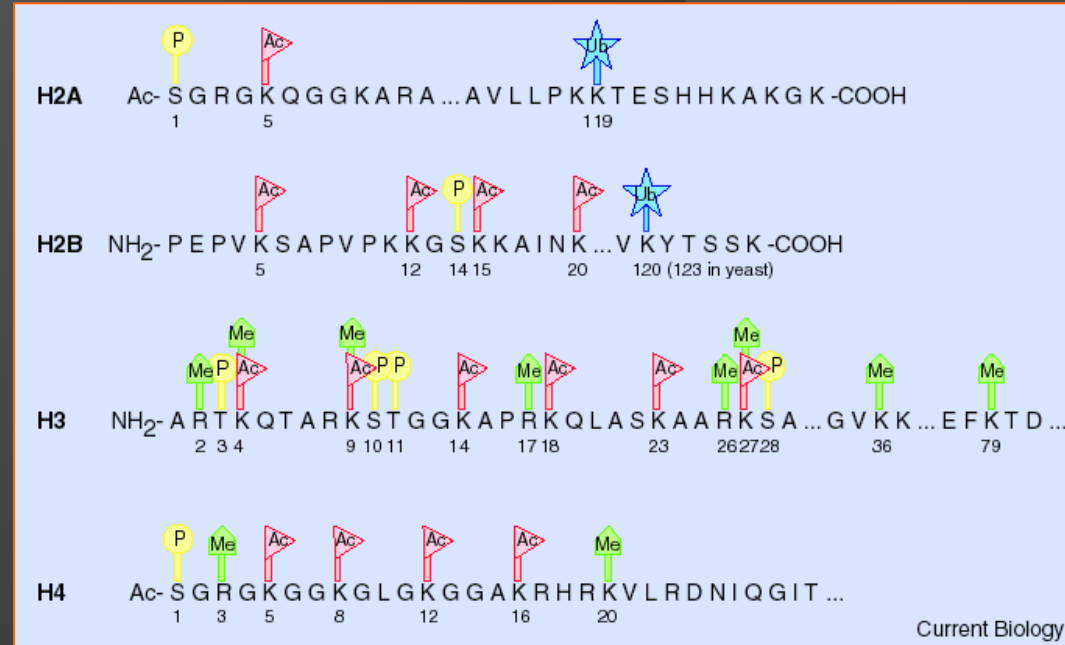 P Ac Ub
H2A Ac- S G R G K Q G G K A R A ... A V L L P K K T E S H H K A K G K -COOH
1 5 119
Ac Ac P Ac Ac Ub
H2B NH2- P E P V K S A P V P K K G S K K A I N K ... V K Y T S S K -COOH
5 12 14 15 20 120 (123 in yeast)
Me Me Me
Me P Ac Ac P P Ac Me Ac Ac Me Ac P Me Me
H3 NH2- A R T K Q T A R K S T G G K A P R K Q L A S K A A R K S A ... G V K K ... E F K T D ...
2 3 4 9 10 11 14 17 18 23 26 27 28 36 79
P Me Ac Ac Ac Ac Me
H4 Ac- S G R G K G G K G L G K G G A K R H R K V L R D N I Q G I T ...
1 3 5 8 12 16 20
Current Biology